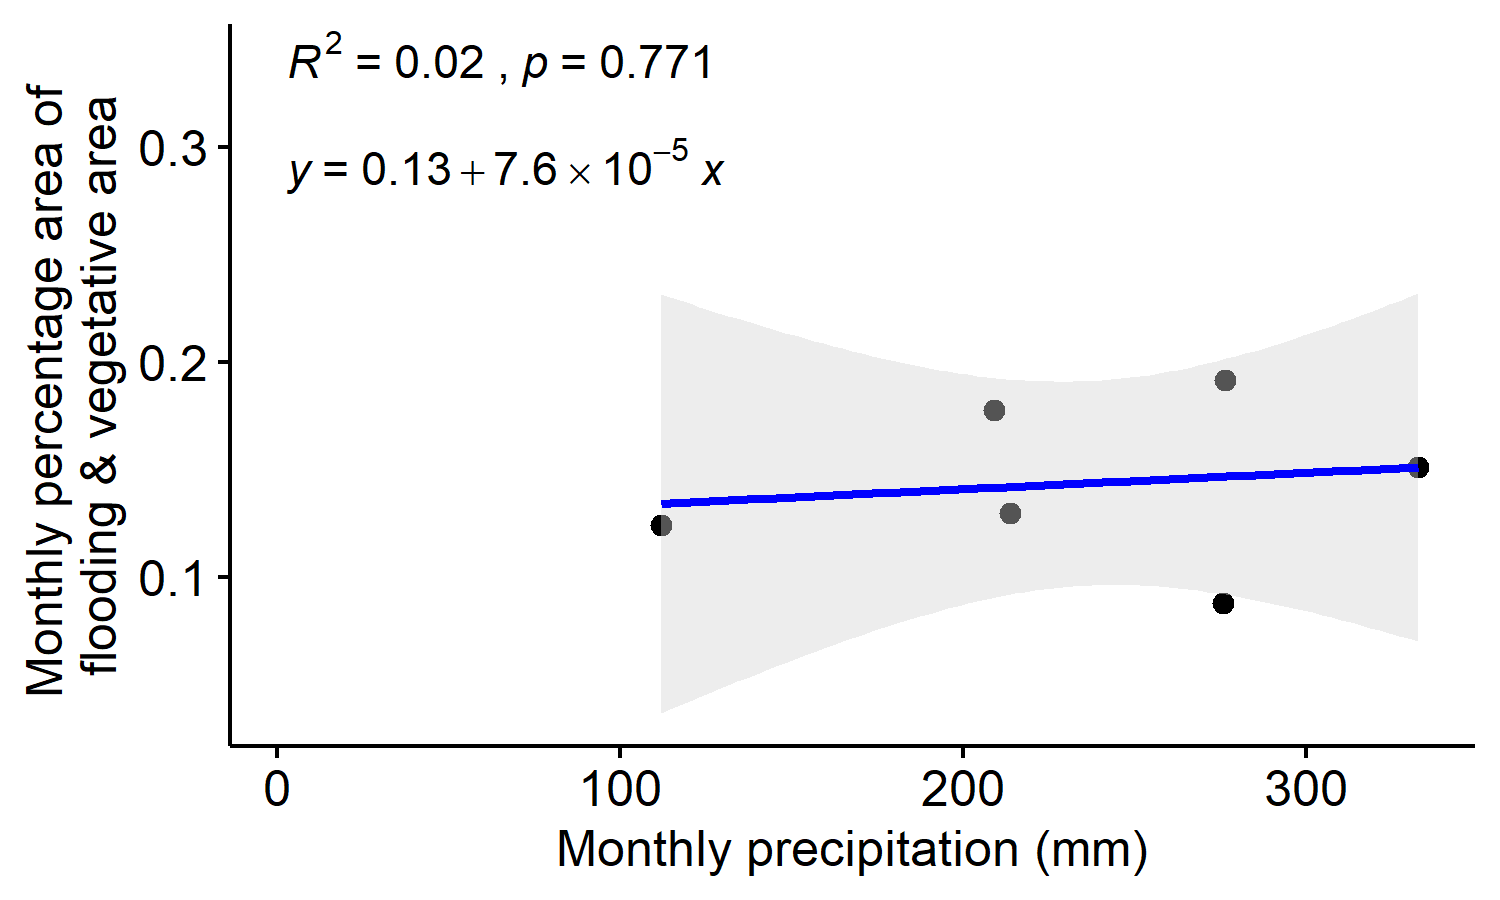 R² = 0.02 , p = 0.771
y = 0.13 + 7.6 × 10⁻⁵ x
Monthly percentage area of
flooding & vegetative area
0.3
0.2
0.1
0 100 200 300
Monthly precipitation (mm)